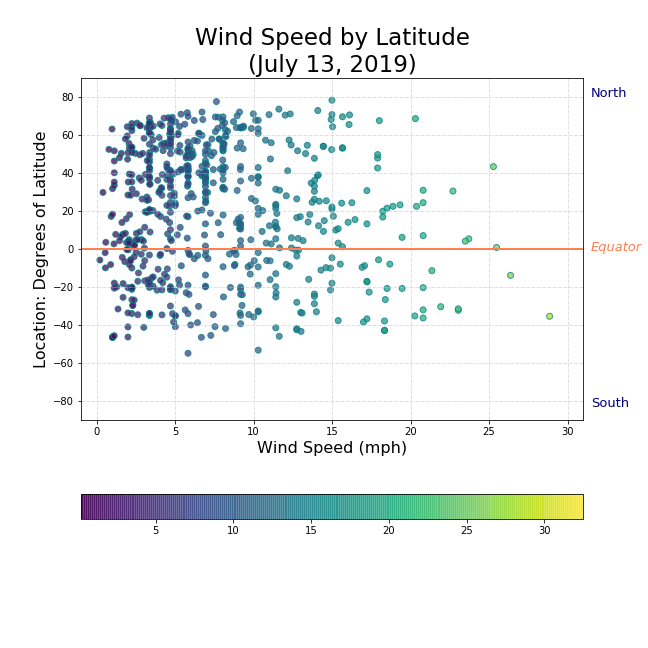 Wind Speed by Latitude
(July 13, 2019)
North
80
60
40
20
0
−20
−40
−60
−80
Location: Degrees of Latitude
Equator
South
0 5 10 15 20 25 30
Wind Speed (mph)
5 10 15 20 25 30